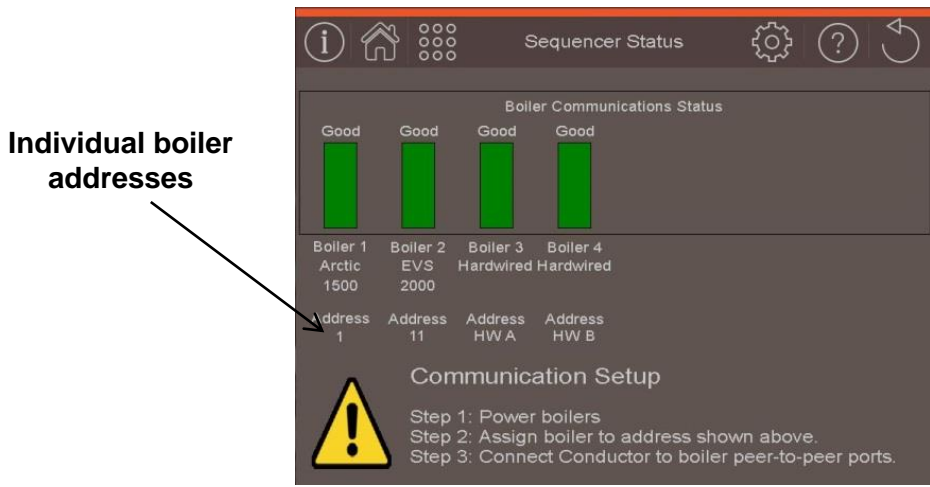 Sequencer Status
Boiler Communications Status
Good Good Good Good
Individual boiler
addresses
Boiler 1 Boiler 2 Boiler 3 Boiler 4
Arctic EVS Hardwired Hardwired
1500 2000
Address Address Address Address
1 11 HW A HW B
Communication Setup
Step 1: Power boilers
Step 2: Assign boiler to address shown above.
Step 3: Connect Conductor to boiler peer-to-peer ports.